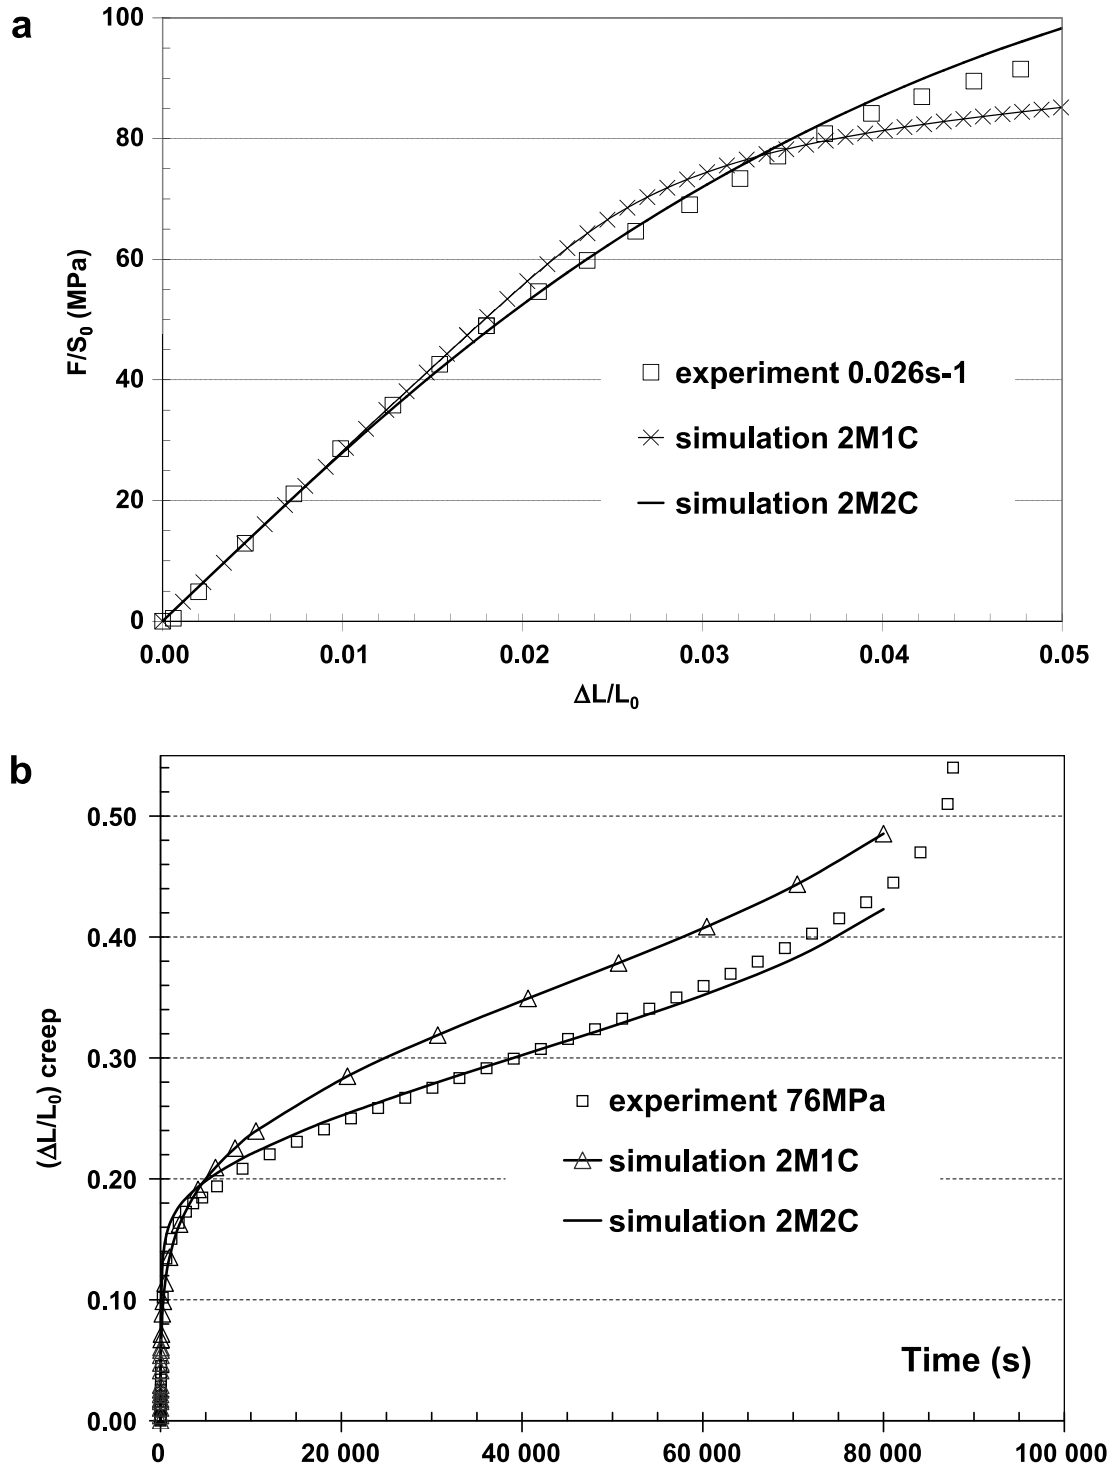 a
100
80
60
40
20
0
F/S₀ (MPa)
experiment 0.026s-1
simulation 2M1C
simulation 2M2C
0.00 0.01 0.02 0.03 0.04 0.05
ΔL/L₀
b
0.50
0.40
0.30
0.20
0.10
0.00
(ΔL/L₀) creep
experiment 76MPa
simulation 2M1C
simulation 2M2C
Time (s)
0 20 000 40 000 60 000 80 000 100 000